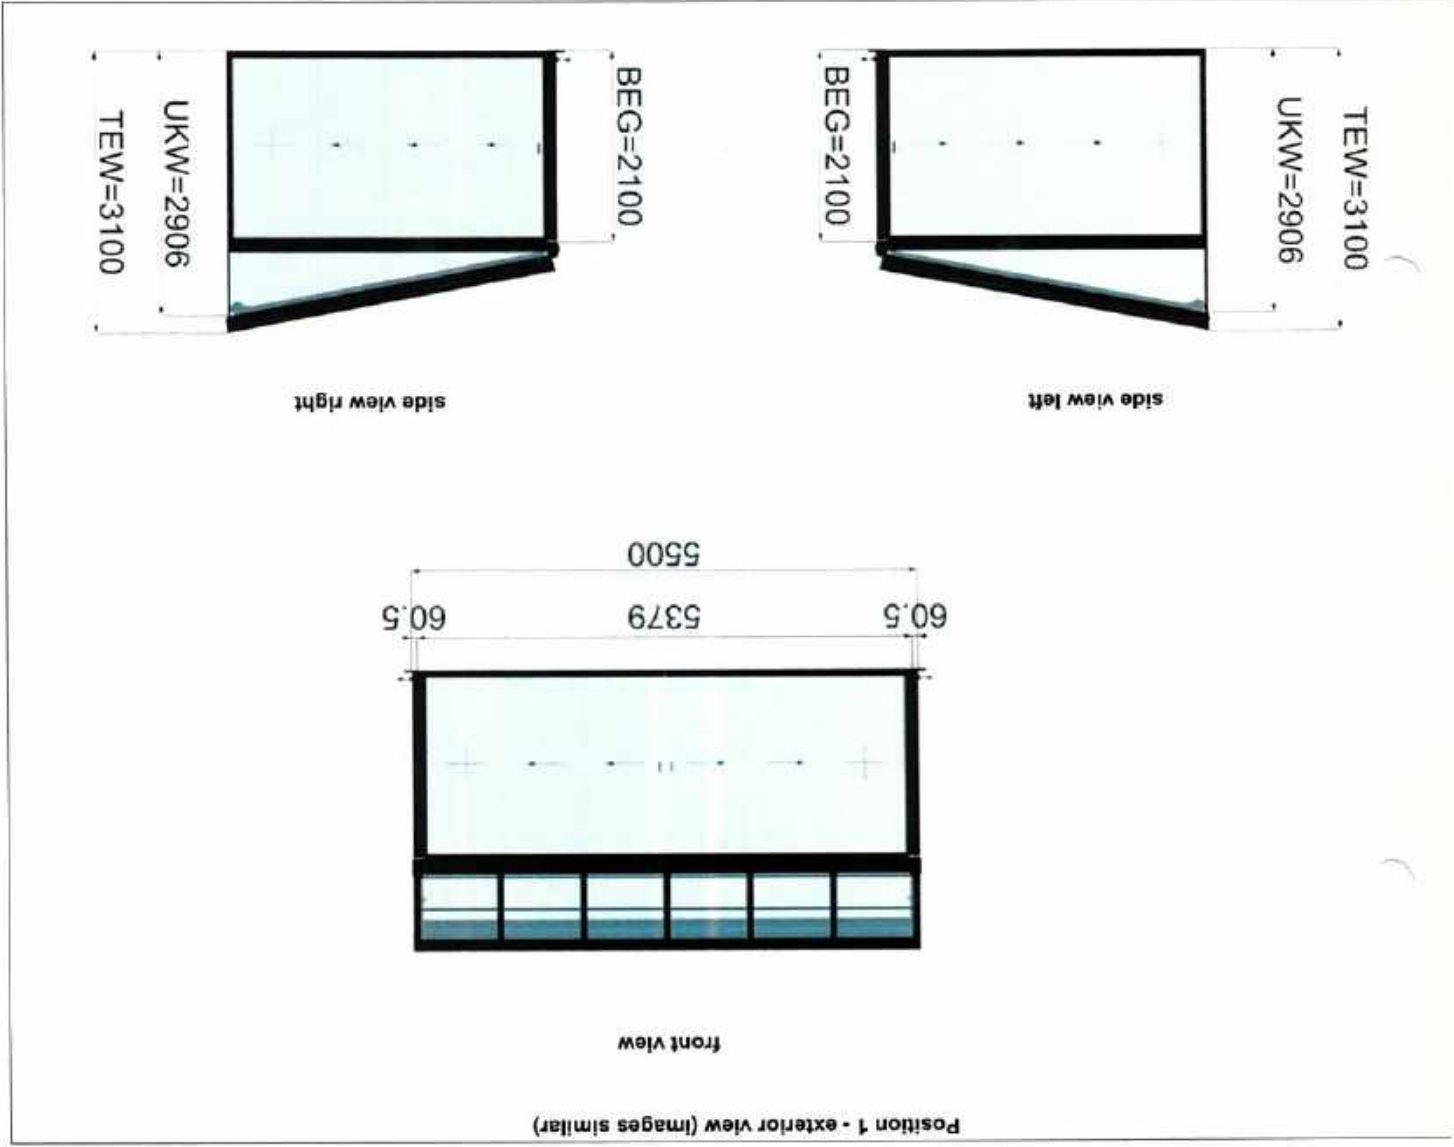 Position 1 - exterior view (images similar)
front view
60.5
5379
60.5
5500
side view left
side view right
TEW=3100
UKW=2906
BEG=2100
BEG=2100
UKW=2906
TEW=3100